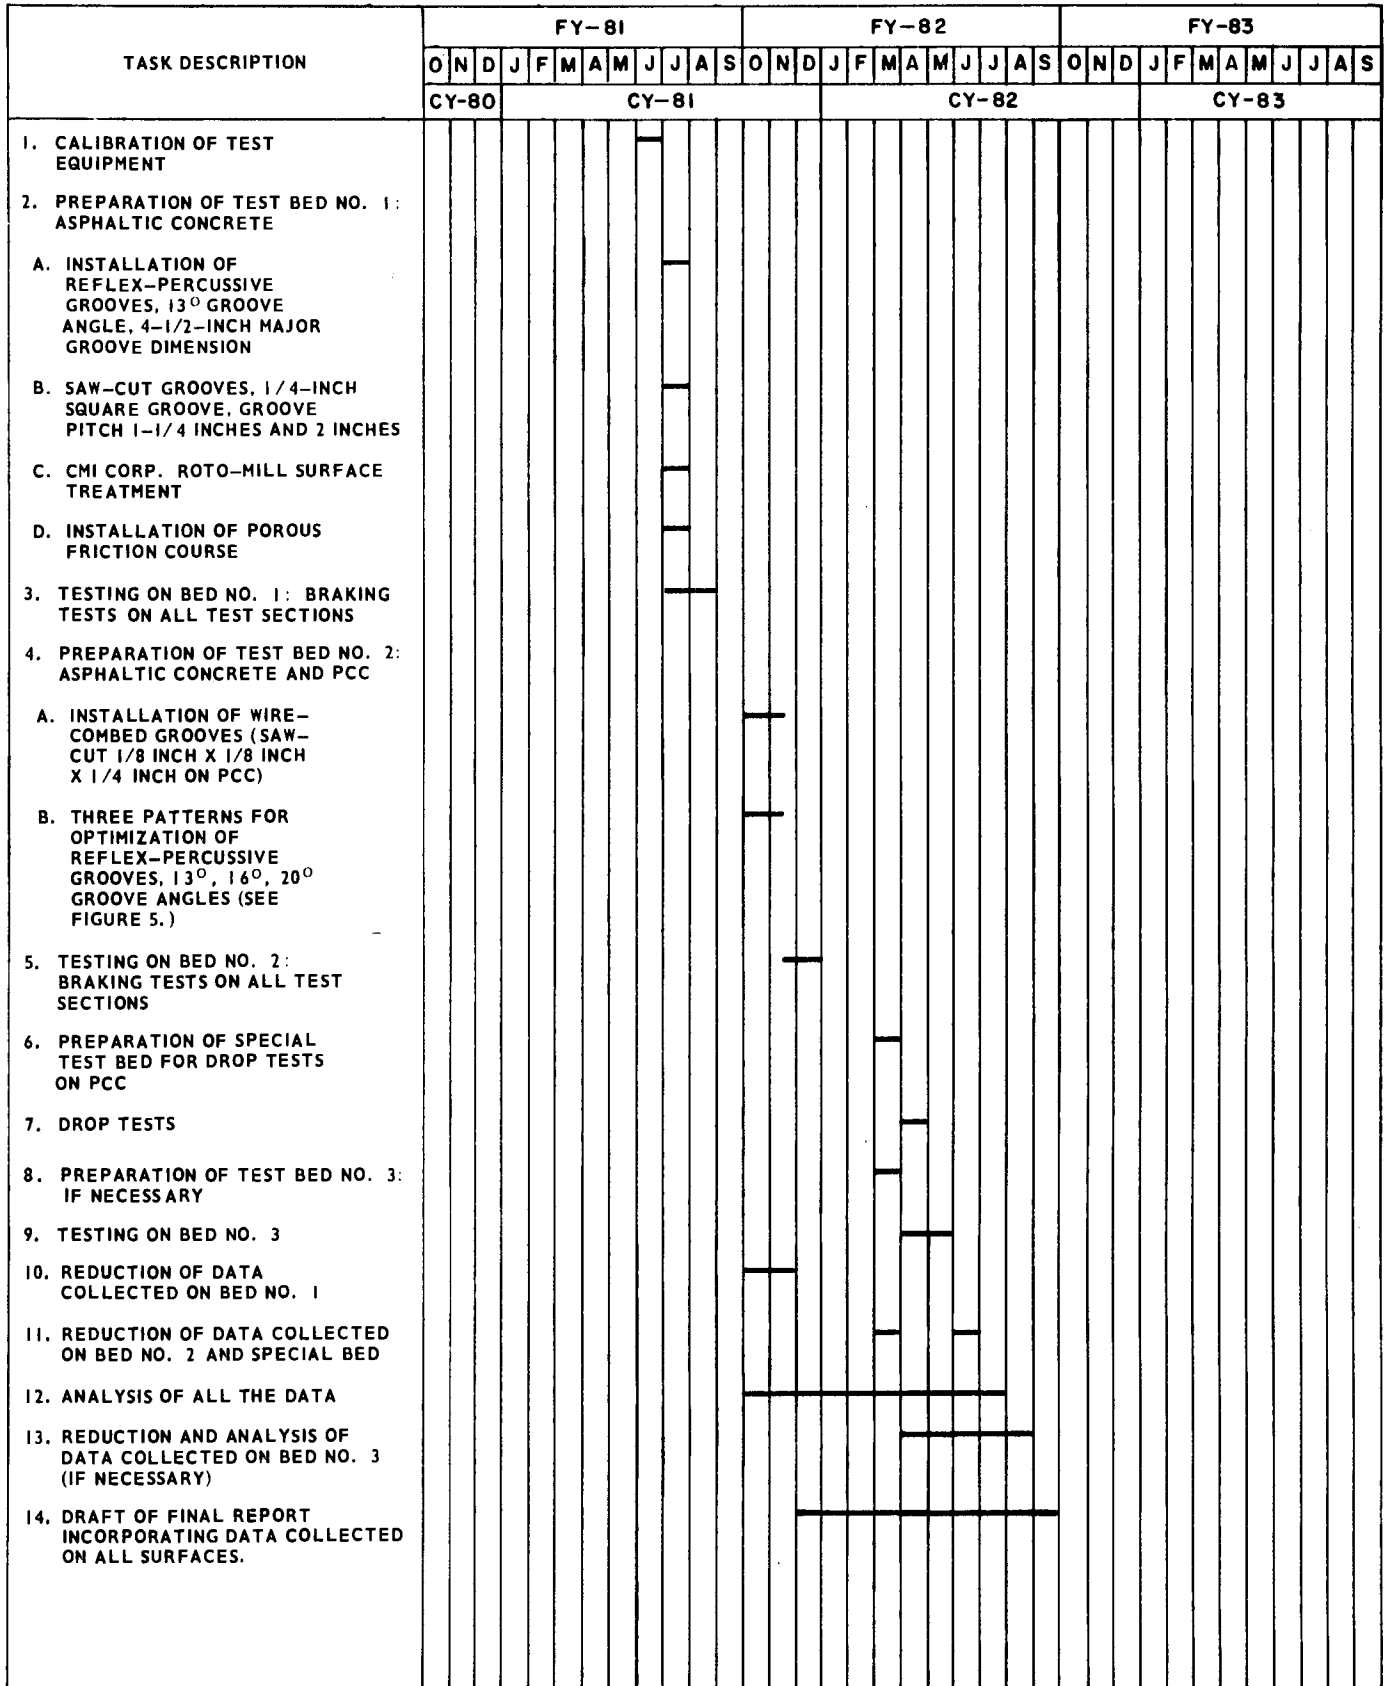 TASK DESCRIPTION
FY-81 FY-82 FY-83
O N D J F M A M J J A S O N D J F M A M J J A S O N D J F M A M J J A S
CY-80 CY-81 CY-82 CY-83
1. CALIBRATION OF TEST
EQUIPMENT
2. PREPARATION OF TEST BED NO. 1:
ASPHALTIC CONCRETE
A. INSTALLATION OF
REFLEX-PERCUSSIVE
GROOVES, 13° GROOVE
ANGLE, 4-1/2-INCH MAJOR
GROOVE DIMENSION
B. SAW-CUT GROOVES, 1/4-INCH
SQUARE GROOVE, GROOVE
PITCH 1-1/4 INCHES AND 2 INCHES
C. CMI CORP. ROTO-MILL SURFACE
TREATMENT
D. INSTALLATION OF POROUS
FRICTION COURSE
3. TESTING ON BED NO. 1: BRAKING
TESTS ON ALL TEST SECTIONS
4. PREPARATION OF TEST BED NO. 2:
ASPHALTIC CONCRETE AND PCC
A. INSTALLATION OF WIRE-
COMBED GROOVES (SAW-
CUT 1/8 INCH X 1/8 INCH
X 1/4 INCH ON PCC)
B. THREE PATTERNS FOR
OPTIMIZATION OF
REFLEX-PERCUSSIVE
GROOVES, 13°, 16°, 20°
GROOVE ANGLES (SEE
FIGURE 5.)
5. TESTING ON BED NO. 2:
BRAKING TESTS ON ALL TEST
SECTIONS
6. PREPARATION OF SPECIAL
TEST BED FOR DROP TESTS
ON PCC
7. DROP TESTS
8. PREPARATION OF TEST BED NO. 3:
IF NECESSARY
9. TESTING ON BED NO. 3
10. REDUCTION OF DATA
COLLECTED ON BED NO. 1
11. REDUCTION OF DATA COLLECTED
ON BED NO. 2 AND SPECIAL BED
12. ANALYSIS OF ALL THE DATA
13. REDUCTION AND ANALYSIS OF
DATA COLLECTED ON BED NO. 3
(IF NECESSARY)
14. DRAFT OF FINAL REPORT
INCORPORATING DATA COLLECTED
ON ALL SURFACES.